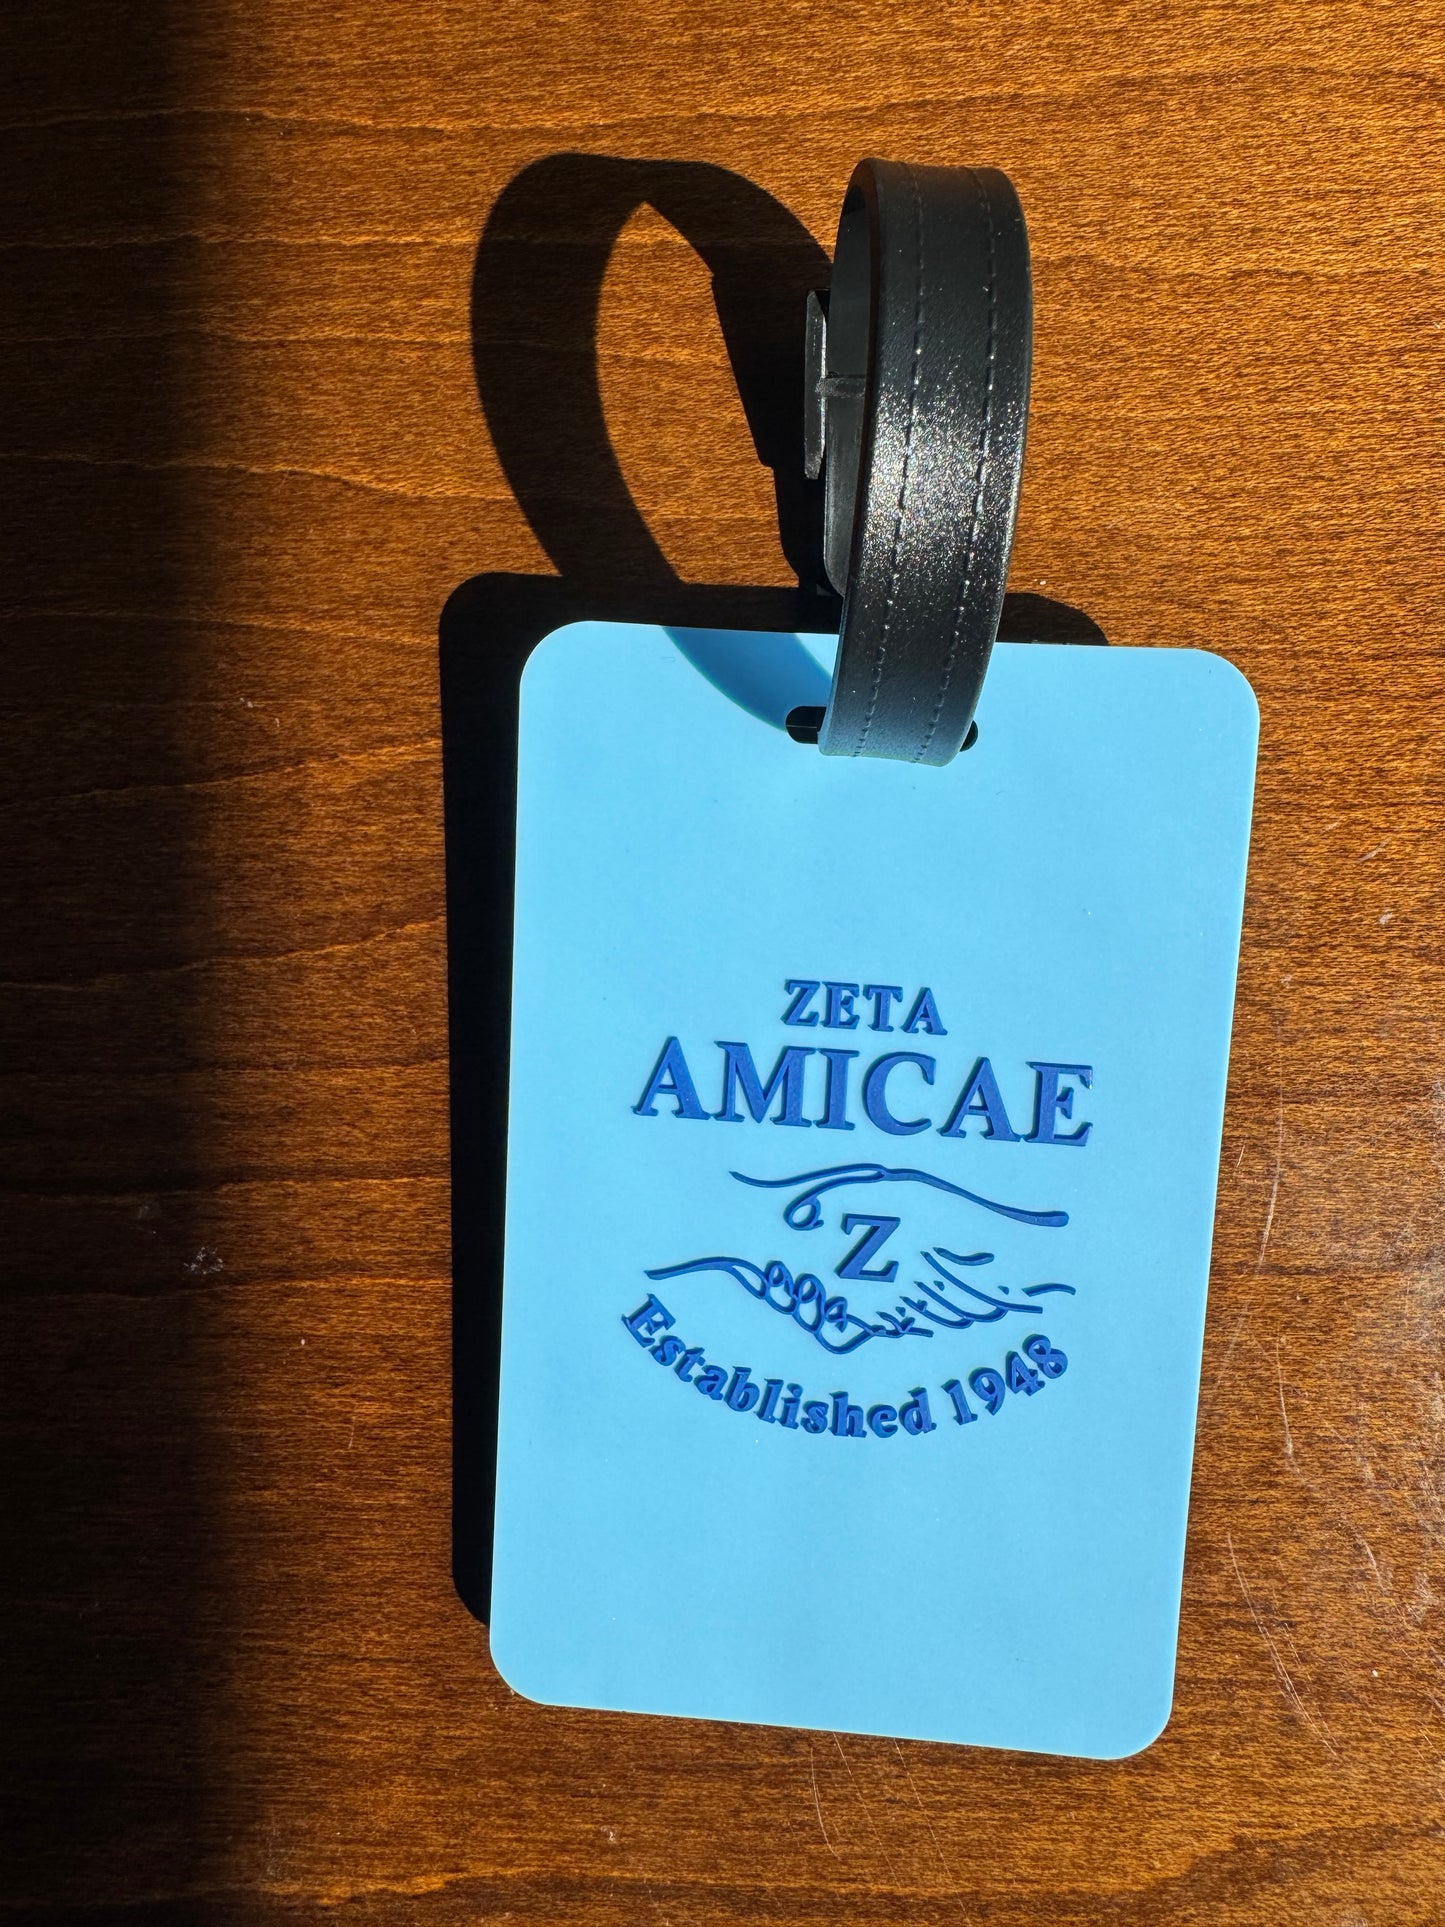 ZETA
AMICAE
Z
Established 1948